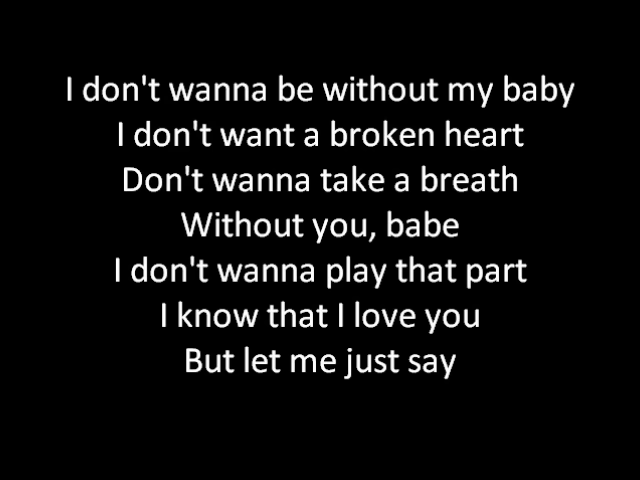 I don't wanna be without my baby
I don't want a broken heart
Don't wanna take a breath
Without you, babe
I don't wanna play that part
I know that I love you
But let me just say